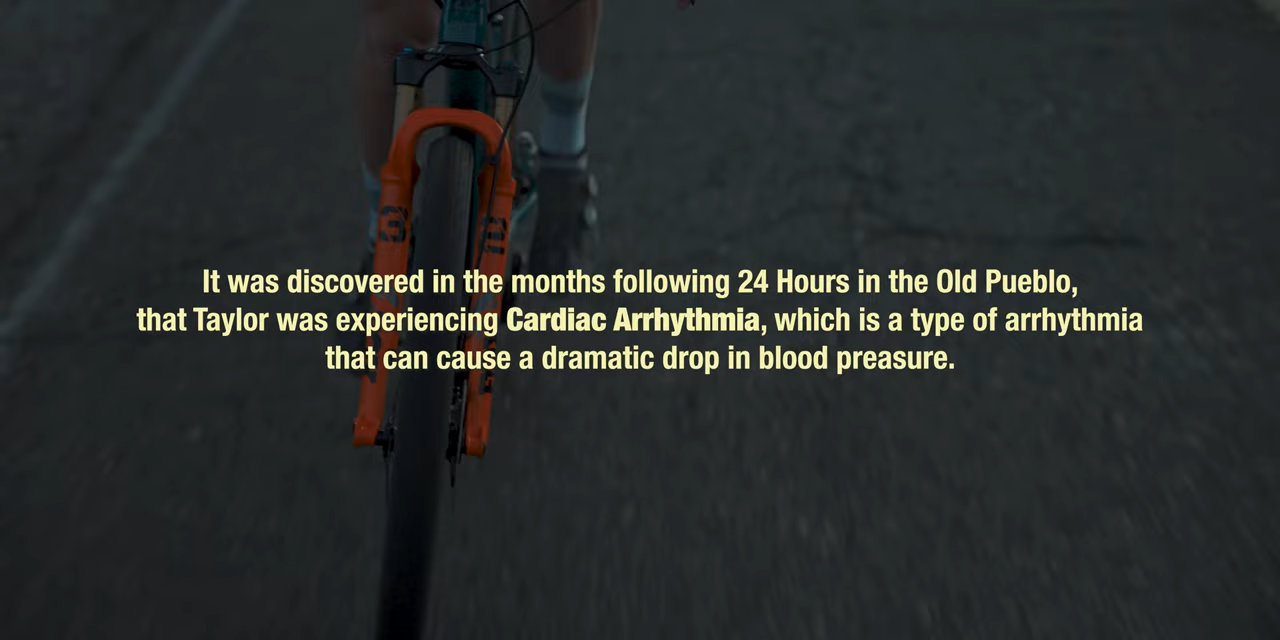 It was discovered in the months following 24 Hours in the Old Pueblo,
that Taylor was experiencing Cardiac Arrhythmia, which is a type of arrhythmia
that can cause a dramatic drop in blood preasure.